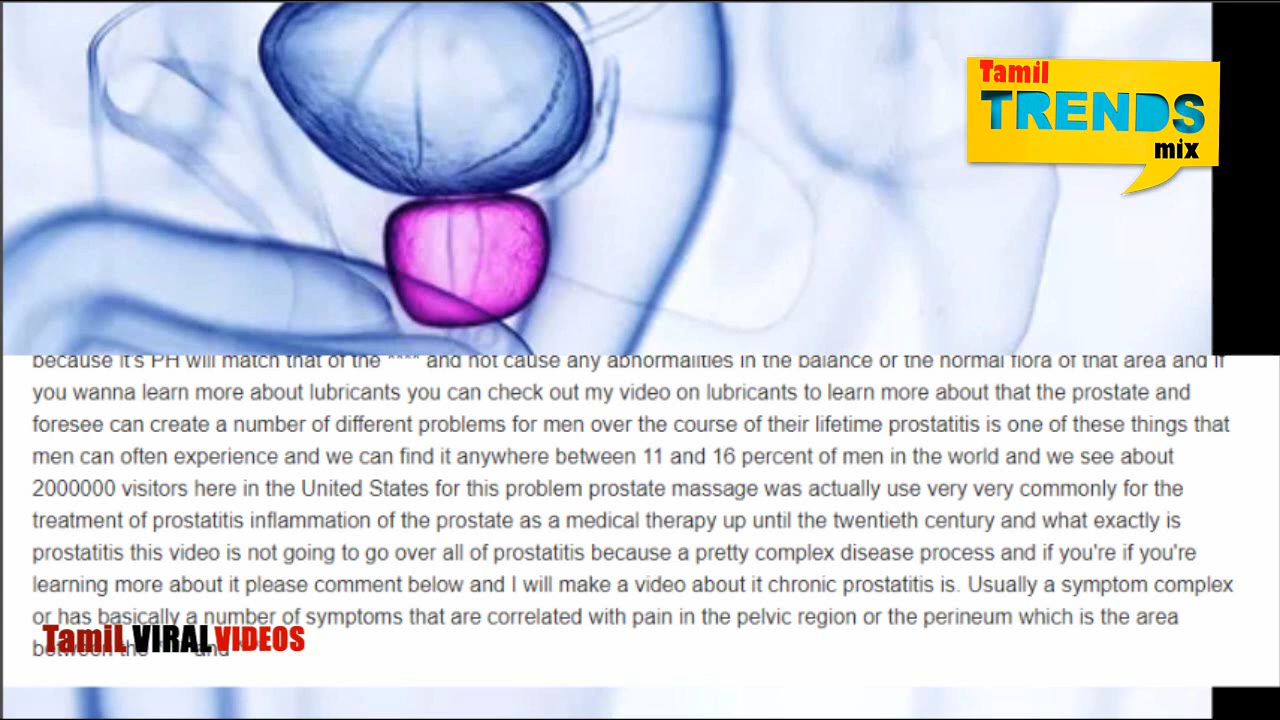 Tamil
TRENDS
mix
because it's PH will match that of the **** and not cause any abnormalities in the balance or the normal flora of that area and if
you wanna learn more about lubricants you can check out my video on lubricants to learn more about that the prostate and
foresee can create a number of different problems for men over the course of their lifetime prostatitis is one of these things that
men can often experience and we can find it anywhere between 11 and 16 percent of men in the world and we see about
2000000 visitors here in the United States for this problem prostate massage was actually use very very commonly for the
treatment of prostatitis inflammation of the prostate as a medical therapy up until the twentieth century and what exactly is
prostatitis this video is not going to go over all of prostatitis because a pretty complex disease process and if you're if you're
learning more about it please comment below and I will make a video about it chronic prostatitis is. Usually a symptom complex
or has basically a number of symptoms that are correlated with pain in the pelvic region or the perineum which is the area
between the and
TamiL VIRAL VIDEOS